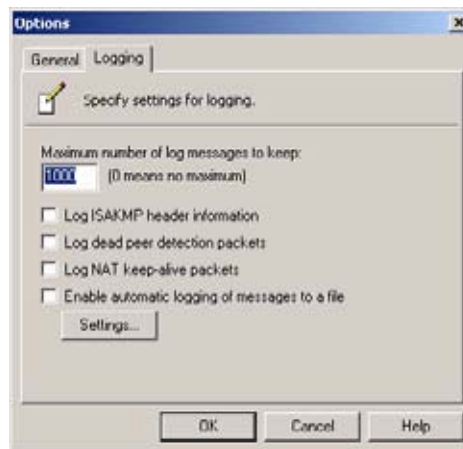 Options
General Logging
Specify settings for logging.
Maximum number of log messages to keep:
1000 (0 means no maximum)
Log ISAKMP header information
Log dead peer detection packets
Log NAT keep-alive packets
Enable automatic logging of messages to a file
Settings...
OK Cancel Help